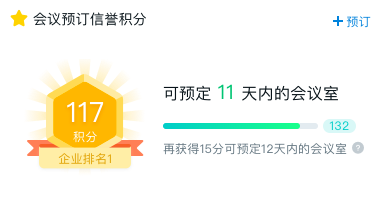 会议预订信誉积分
+ 预订
117
积分
企业排名1
可预定 11 天内的会议室
132
再获得15分可预定12天内的会议室 ?